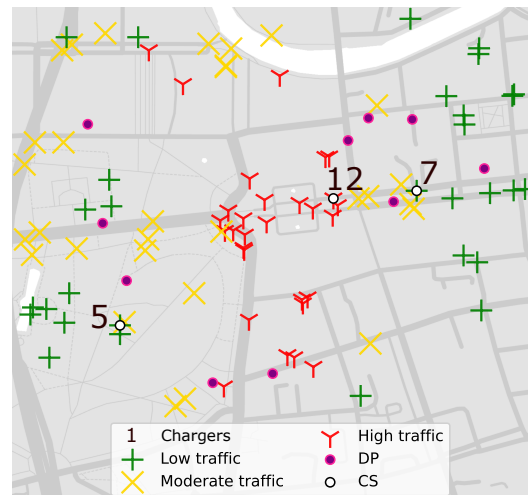 7
12
5
1 Chargers
Low traffic
Moderate traffic
High traffic
DP
CS